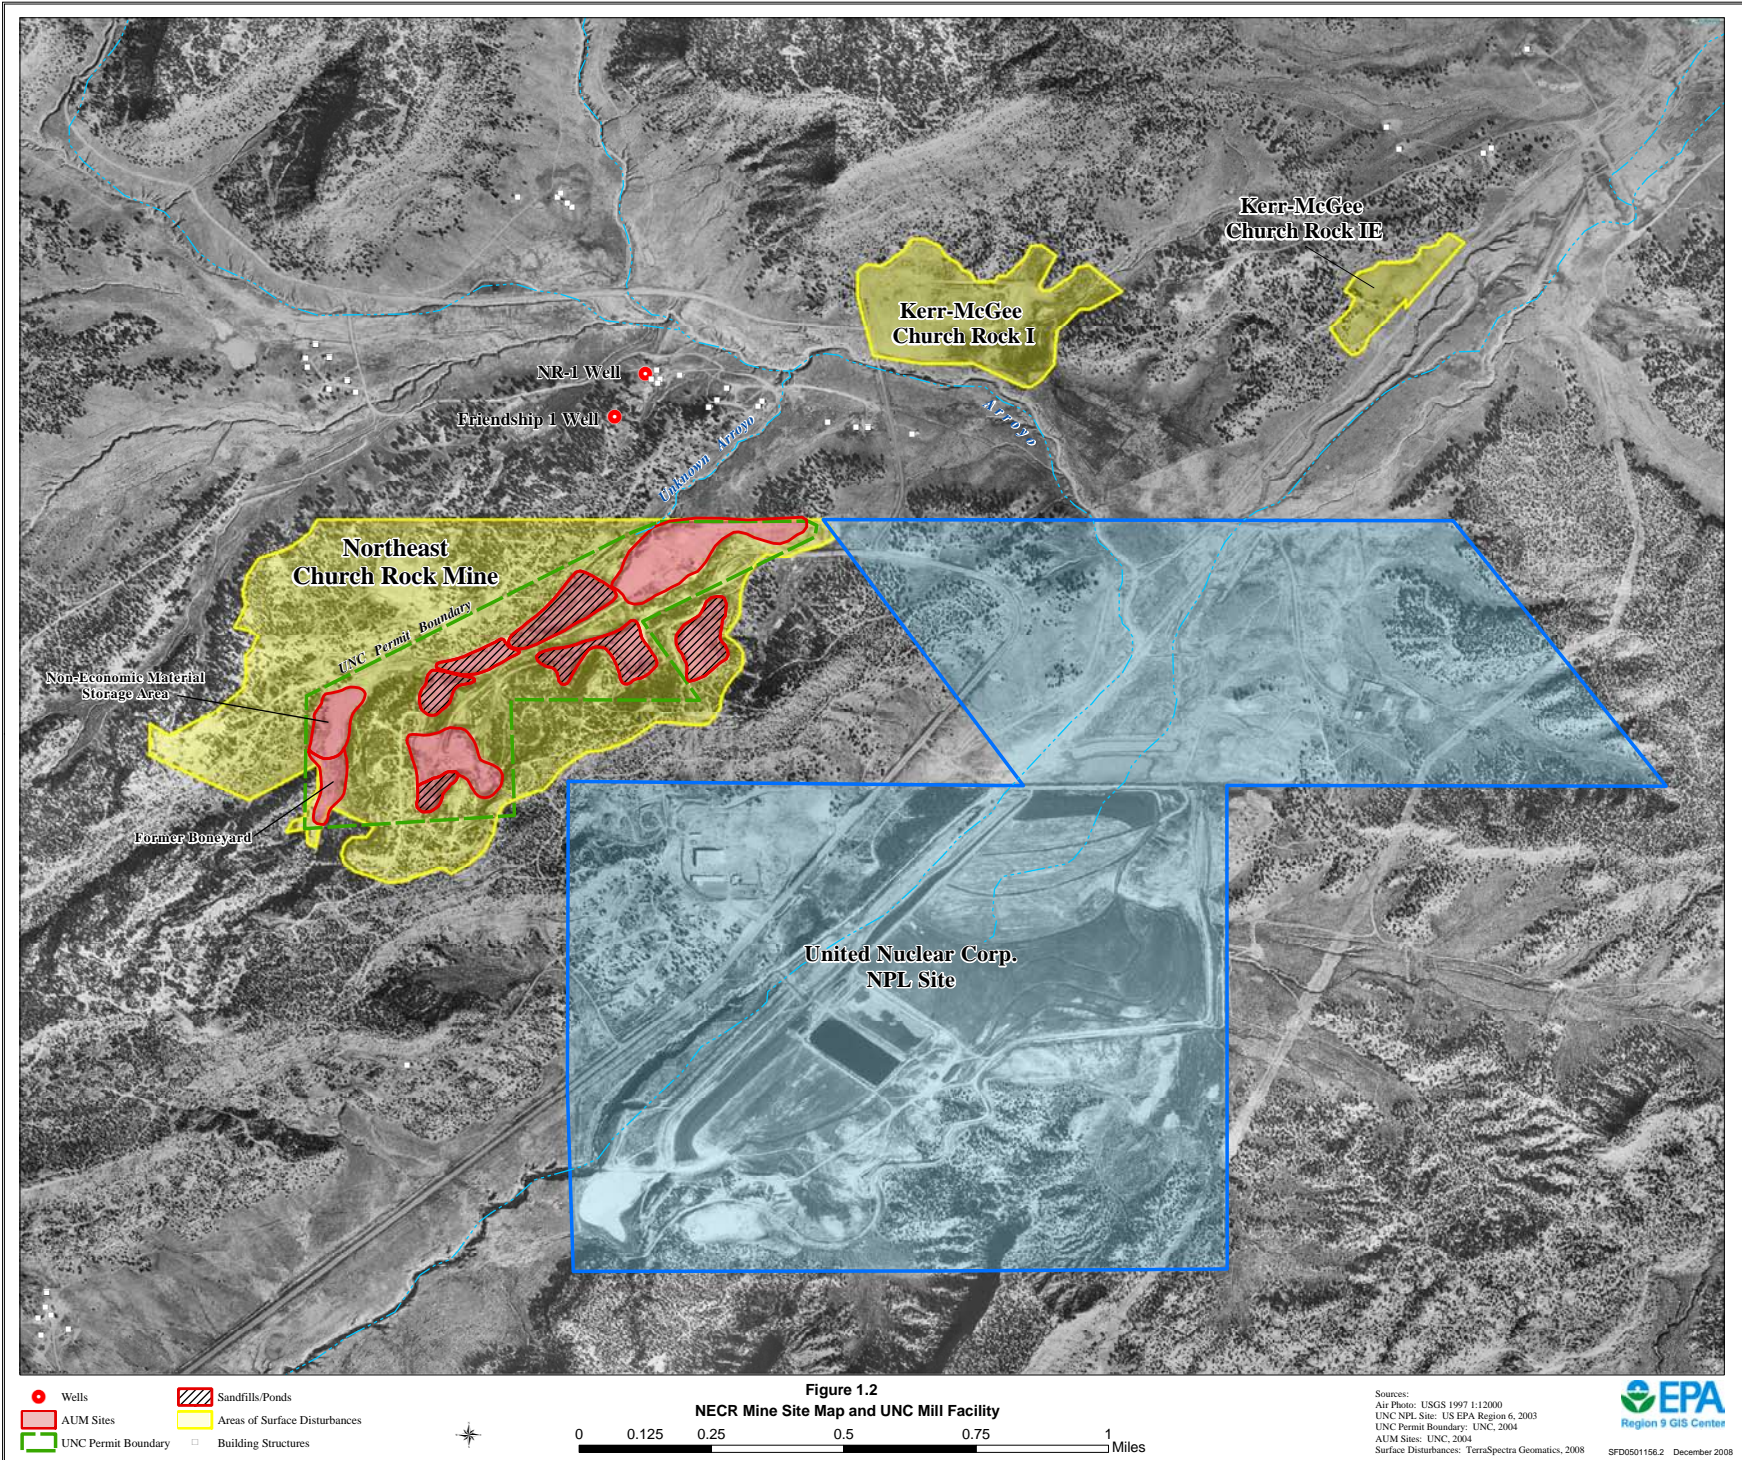 Kerr-McGee
Church Rock IE
Kerr-McGee
Church Rock I
NR-1 Well
Friendship 1 Well
Unknown Arroyo
Arroyo
Northeast
Church Rock Mine
UNC Permit Boundary
Non-Economic Material
Storage Area
Former Boneyard
United Nuclear Corp.
NPL Site
Wells
AUM Sites
UNC Permit Boundary
Sandfills/Ponds
Areas of Surface Disturbances
Building Structures
Figure 1.2
NECR Mine Site Map and UNC Mill Facility
0 0.125 0.25 0.5 0.75 1
Miles
Sources:
Air Photo: USGS 1997 1:12000
UNC NPL Site: US EPA Region 6, 2003
UNC Permit Boundary: UNC, 2004
AUM Sites: UNC, 2004
Surface Disturbances: TerraSpectra Geomatics, 2008
EPA
Region 9 GIS Center
SFD0501156.2 December 2008